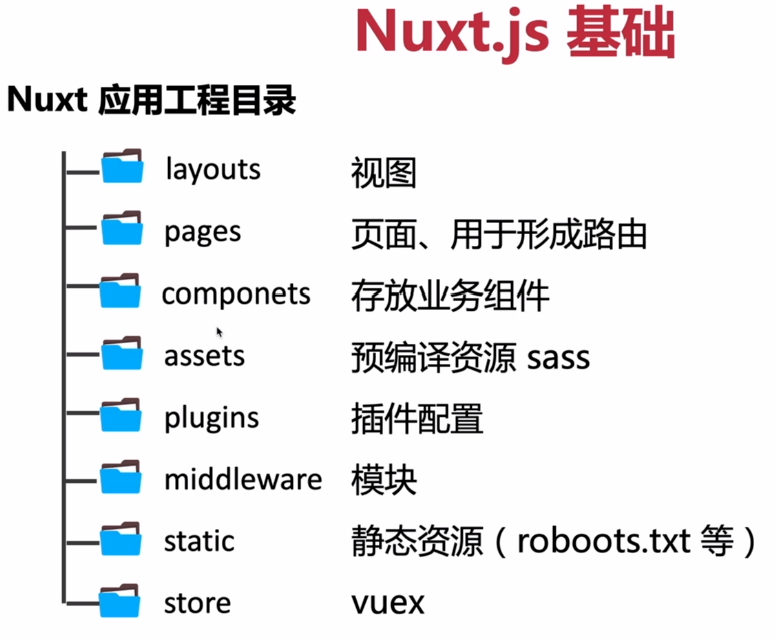 Nuxt.js 基础
Nuxt 应用工程目录
layouts 视图
pages 页面、用于形成路由
componets 存放业务组件
assets 预编译资源 sass
plugins 插件配置
middleware 模块
static 静态资源（roboots.txt 等）
store vuex